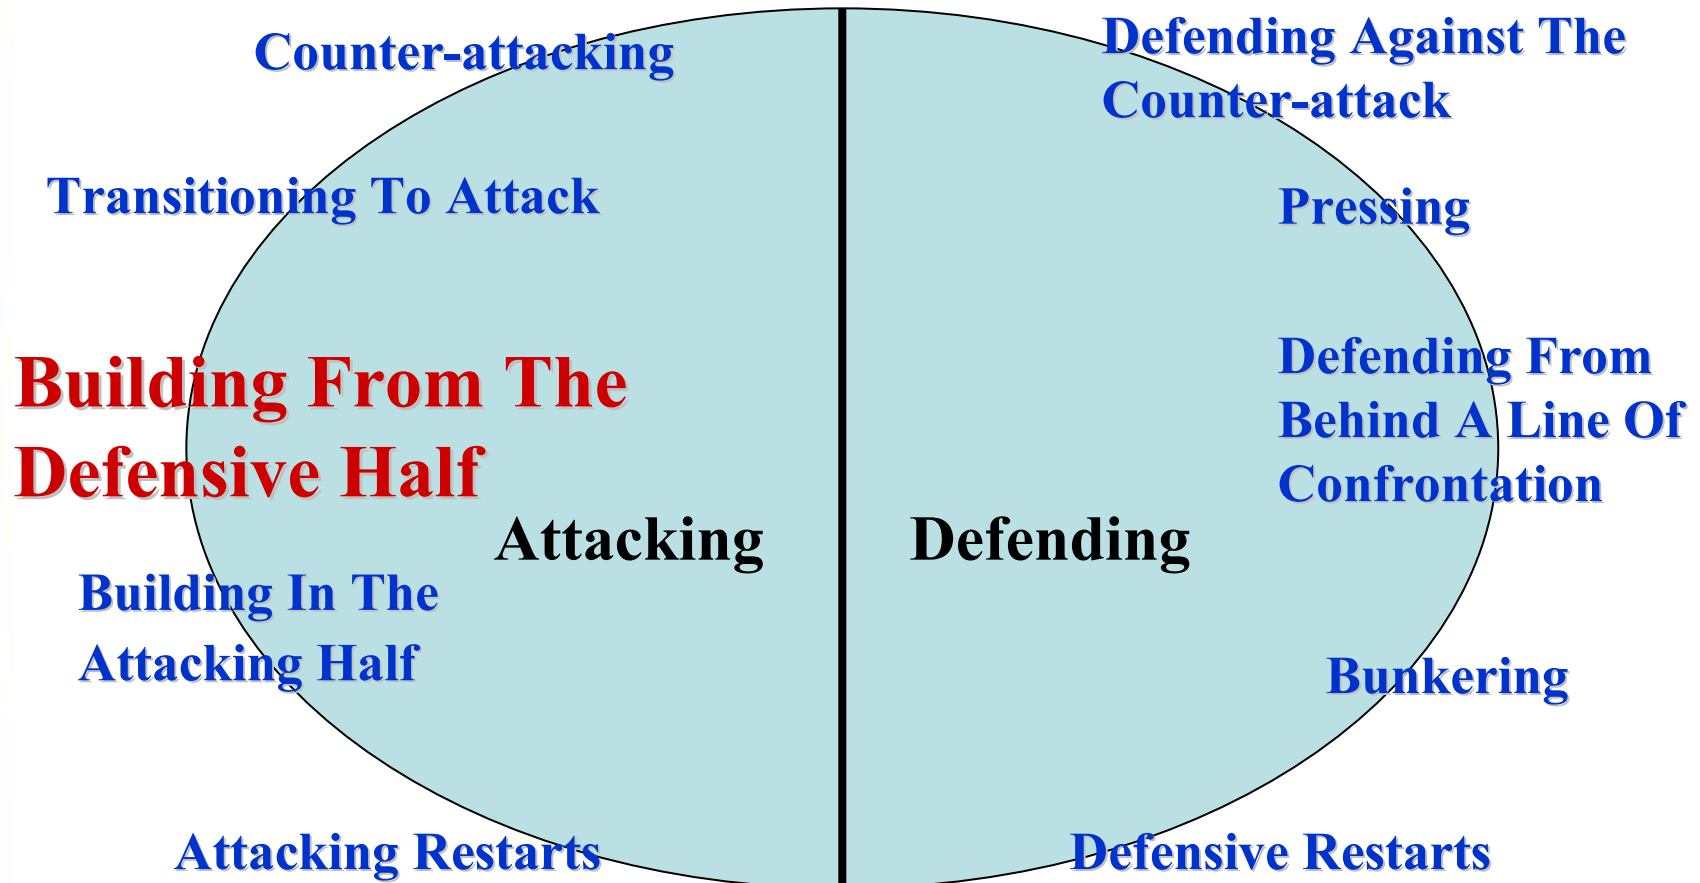 Counter-attacking
Transitioning To Attack
Building From The
Defensive Half
Attacking
Building In The
Attacking Half
Attacking Restarts
Defending Against The
Counter-attack
Pressing
Defending From
Behind A Line Of
Confrontation
Defending
Bunkering
Defensive Restarts